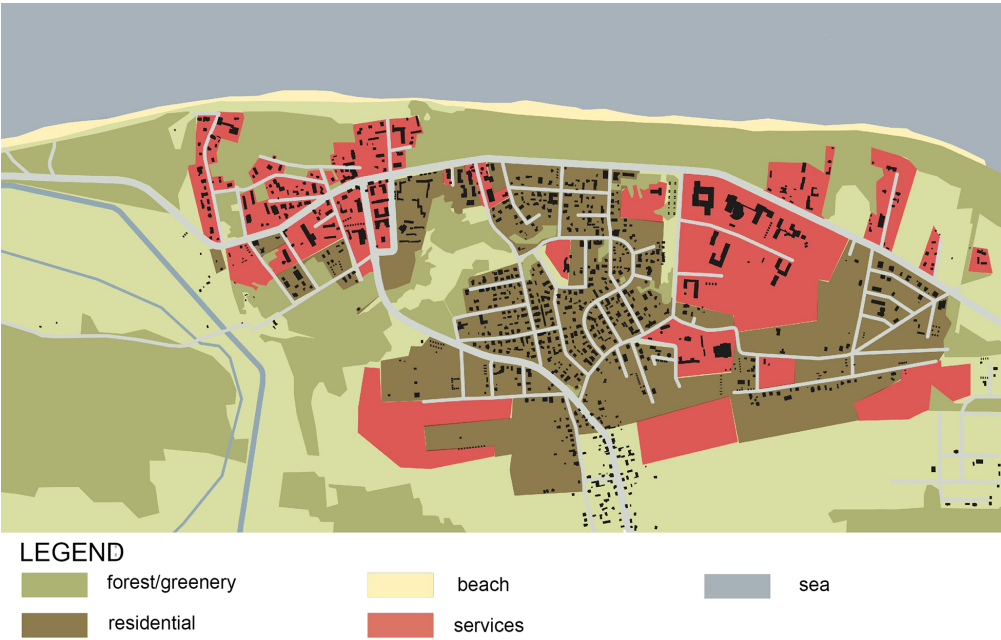 LEGEND
forest/greenery
beach
sea
residential
services